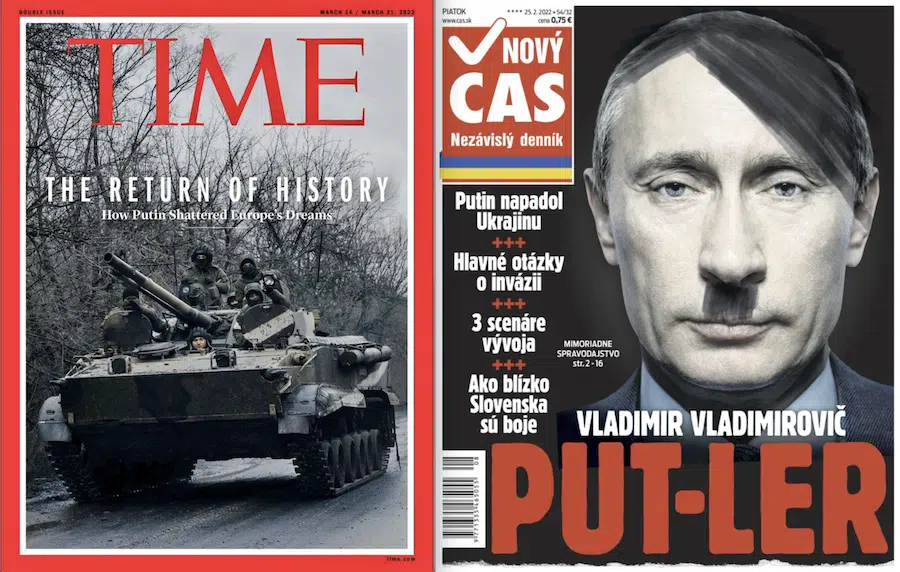 DOUBLE ISSUE
MARCH 14 / MARCH 21, 2022
TIME
THE RETURN OF HISTORY
How Putin Shattered Europe's Dreams
time.com
PIATOK
www.cas.sk
**** 25. 2. 2022 • 54/32
cena 0,75 €
NOVÝ
CAS
Nezávislý denník
Putin napadol
Ukrajinu
+++
Hlavné otázky
o invázii
+++
3 scenáre
vývoja
+++
Ako blízko
Slovenska
sú boje
MIMORIADNE
SPRAVODAJSTVO
str. 2 - 16
VLADIMIR VLADIMIROVIČ
PUT-LER
08